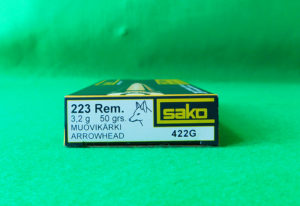 223 Rem.
3,2 g 50 grs.
MUOVIKÄRKI
ARROWHEAD
sako
422G